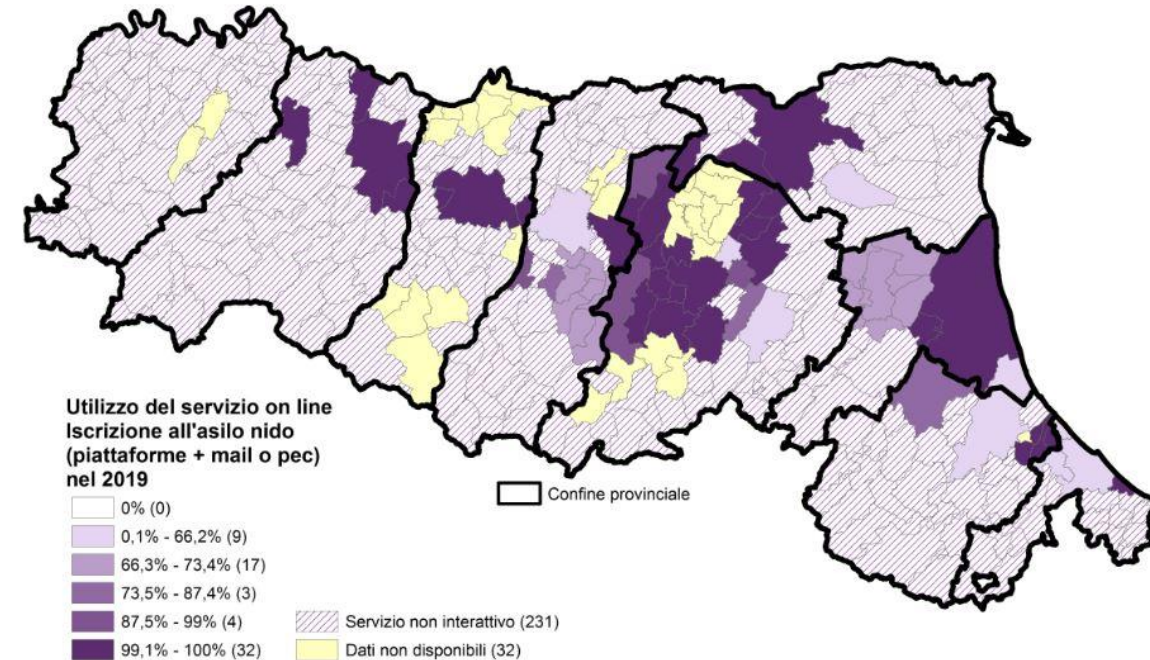 Utilizzo del servizio on line
Iscrizione all'asilo nido
(piattaforme + mail o pec)
nel 2019
0% (0)
0,1% - 66,2% (9)
66,3% - 73,4% (17)
73,5% - 87,4% (3)
87,5% - 99% (4)
99,1% - 100% (32)
Confine provinciale
Servizio non interattivo (231)
Dati non disponibili (32)